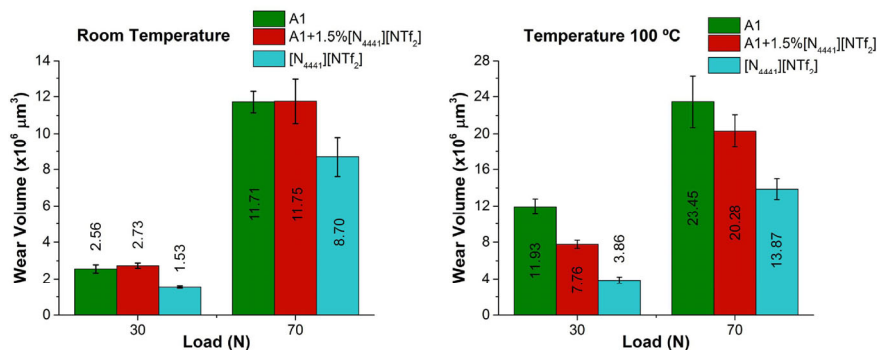 Room Temperature
A1
A1+1.5%[N₄₄₄₁][NTf₂]
[N₄₄₄₁][NTf₂]
Wear Volume (x10⁶ μm³)
14
12
10
8
6
4
2
0
2.56
2.73
1.53
11.71
11.75
8.70
30
70
Load (N)
Temperature 100 ºC
A1
A1+1.5%[N₄₄₄₁][NTf₂]
[N₄₄₄₁][NTf₂]
Wear Volume (x10⁶ μm³)
28
24
20
16
12
8
4
0
11.93
7.76
3.86
23.45
20.28
13.87
30
70
Load (N)